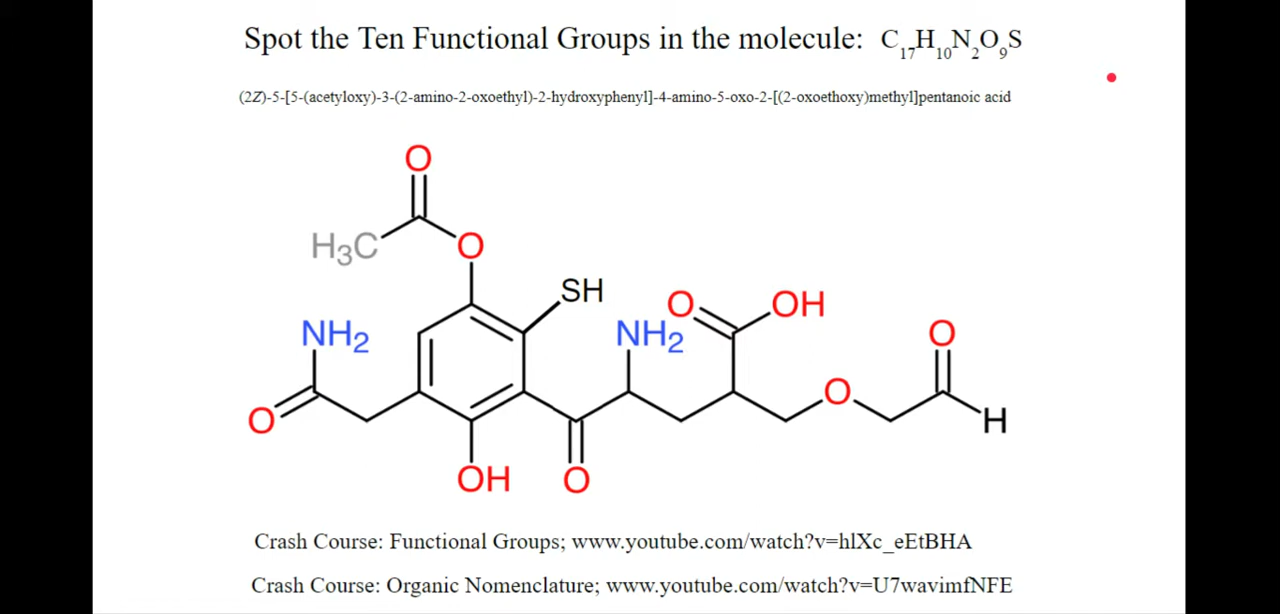 Spot the Ten Functional Groups in the molecule: C₁₇H₁₀N₂O₉S
(2Z)-5-[5-(acetyloxy)-3-(2-amino-2-oxoethyl)-2-hydroxyphenyl]-4-amino-5-oxo-2-[(2-oxoethoxy)methyl]pentanoic acid
O
H₃C O
SH
O OH
NH₂ NH₂ O
O
O H
OH O
Crash Course: Functional Groups; www.youtube.com/watch?v=hlXc_eEtBHA
Crash Course: Organic Nomenclature; www.youtube.com/watch?v=U7wavimfNFE